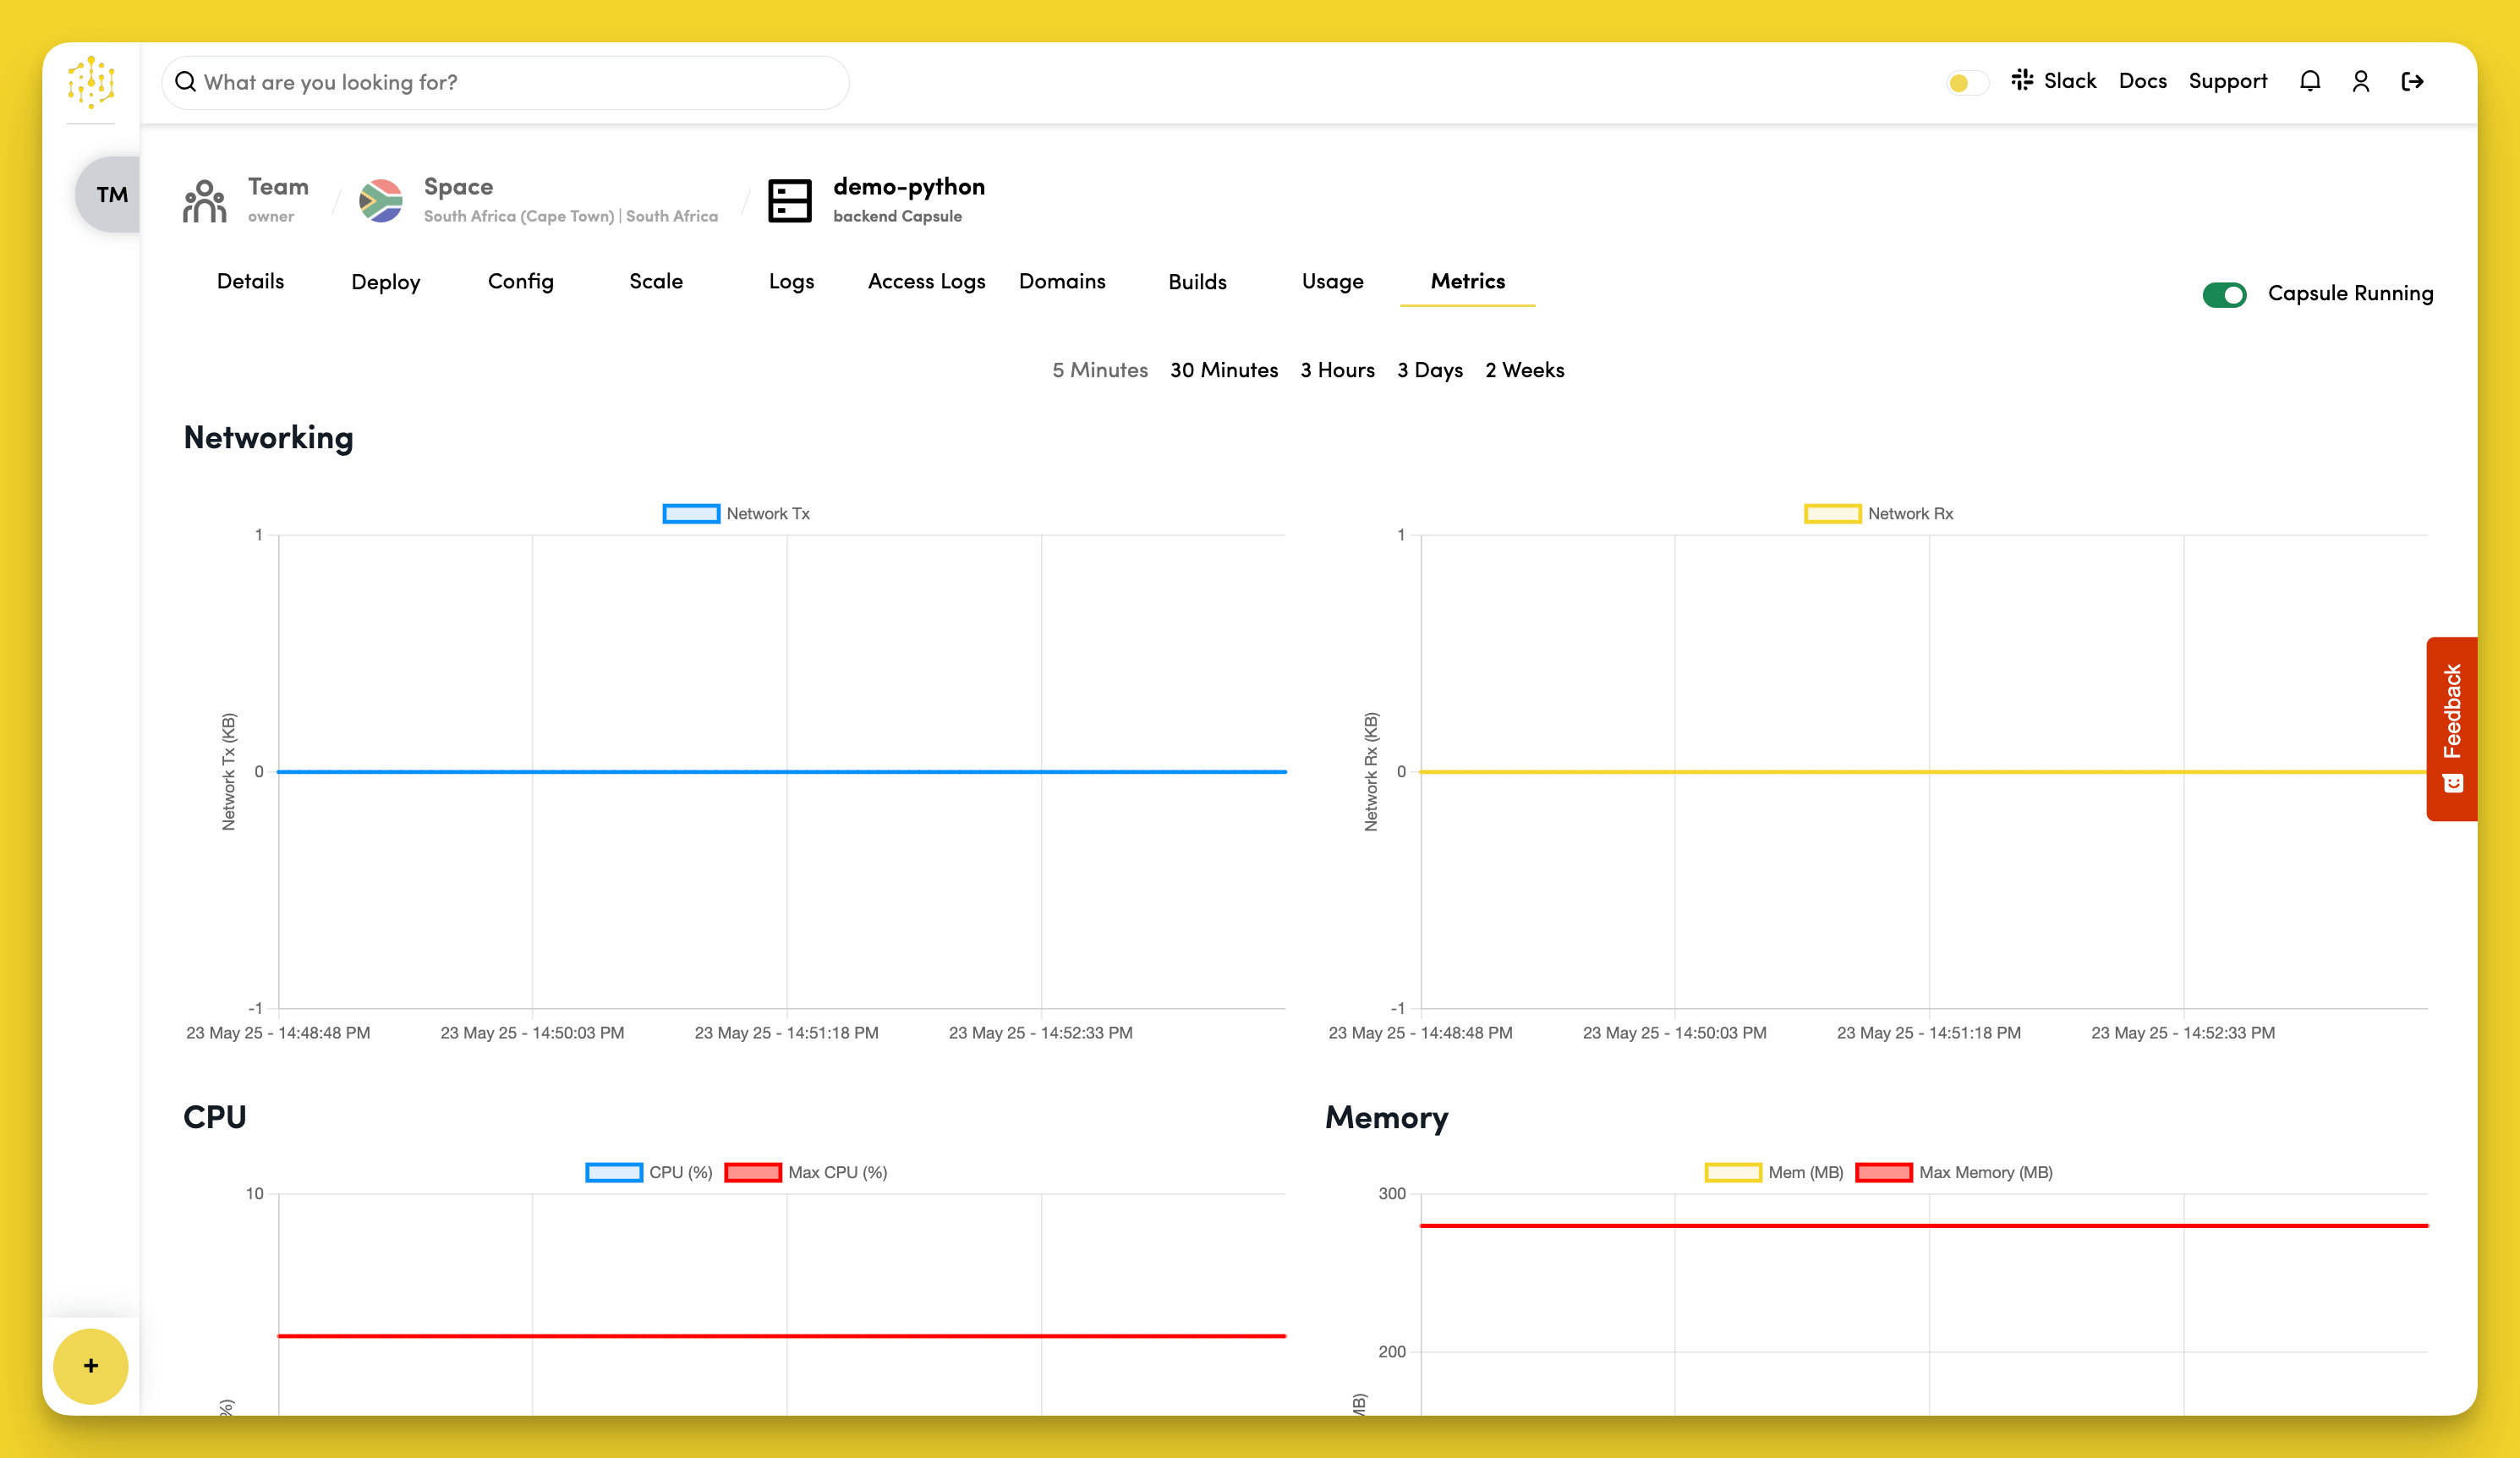 What are you looking for?
Slack Docs Support
TM
Team
owner
Space
South Africa (Cape Town) | South Africa
demo-python
backend Capsule
Details Deploy Config Scale Logs Access Logs Domains Builds Usage Metrics
Capsule Running
5 Minutes 30 Minutes 3 Hours 3 Days 2 Weeks
Networking
Network Tx
1
0
-1
Network Tx (KB)
23 May 25 - 14:48:48 PM 23 May 25 - 14:50:03 PM 23 May 25 - 14:51:18 PM 23 May 25 - 14:52:33 PM
Network Rx
1
0
-1
Network Rx (KB)
23 May 25 - 14:48:48 PM 23 May 25 - 14:50:03 PM 23 May 25 - 14:51:18 PM 23 May 25 - 14:52:33 PM
Feedback
CPU
CPU (%) Max CPU (%)
10
%)
Memory
Mem (MB) Max Memory (MB)
300
200
MB)
+